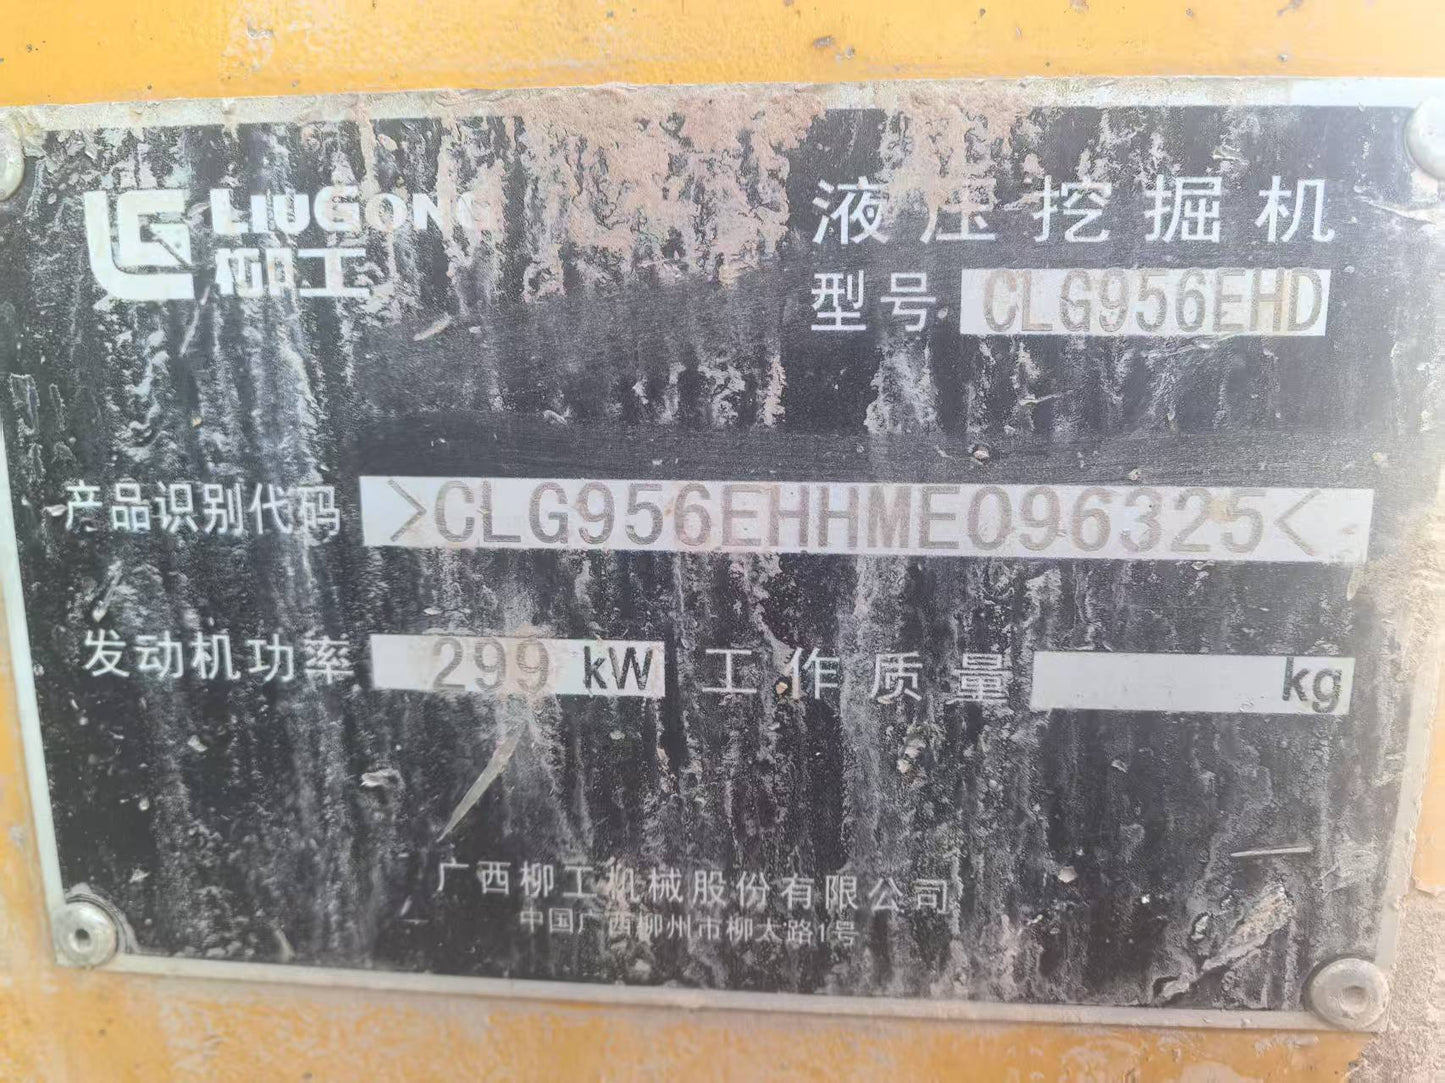 LIUGONG 液压挖掘机
柳工
型号 CLG956EHD
产品识别代码 >CLG956EHHME096325<
发动机功率 299 kW 工作质量 kg
广西柳工机械股份有限公司
中国广西柳州市柳太路1号